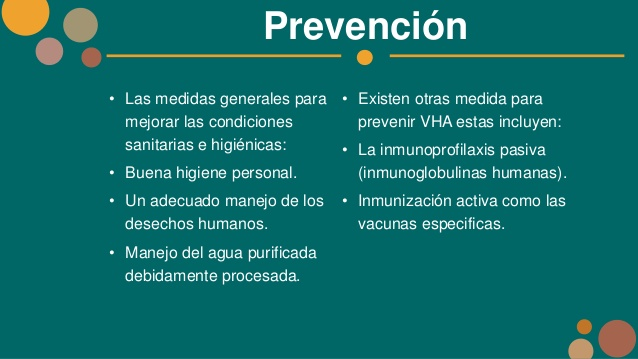 Prevención
• Las medidas generales para
mejorar las condiciones
sanitarias e higiénicas:
• Buena higiene personal.
• Un adecuado manejo de los
desechos humanos.
• Manejo del agua purificada
debidamente procesada.
• Existen otras medida para
prevenir VHA estas incluyen:
• La inmunoprofilaxis pasiva
(inmunoglobulinas humanas).
• Inmunización activa como las
vacunas especificas.